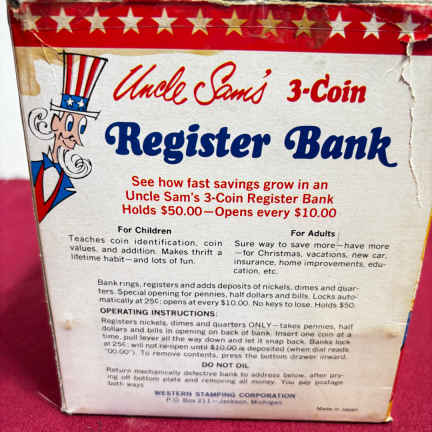 Uncle Sam's 3-Coin
Register Bank
See how fast savings grow in an
Uncle Sam's 3-Coin Register Bank
Holds $50.00—Opens every $10.00
For Children
Teaches coin identification, coin
values, and addition. Makes thrift a
lifetime habit—and lots of fun.
For Adults
Sure way to save more—have more
—for Christmas, vacations, new car,
insurance, home improvements, edu-
cation, etc.
Bank rings, registers and adds deposits of nickels, dimes and quar-
ters. Special opening for pennies, half dollars and bills. Locks auto-
matically at 25¢; opens at every $10.00. No keys to lose. Holds $50.
OPERATING INSTRUCTIONS:
Registers nickels, dimes and quarters ONLY—takes pennies, half
dollars and bills in opening on back of bank. Insert one coin at a
time, pull lever all the way down and let it snap back. Banks lock
at 25¢; will not re-open until $10.00 is deposited (when dial reads
"00.00"). To remove contents, press the bottom drawer inward.
DO NOT OIL
Return mechanically defective bank to address below, after pry-
ing off bottom plate and removing all money. You pay postage
both ways.
WESTERN STAMPING CORPORATION
P.O. Box 211—Jackson, Michigan
Made in Japan